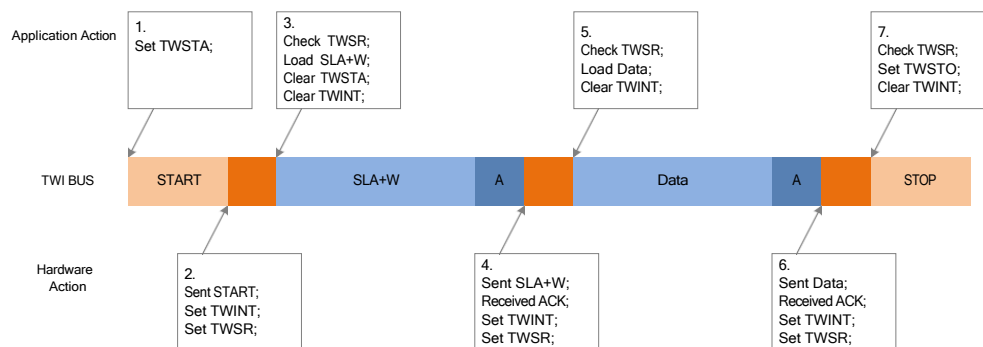 Application Action
1.
Set TWSTA;
3.
Check TWSR;
Load SLA+W;
Clear TWSTA;
Clear TWINT;
5.
Check TWSR;
Load Data;
Clear TWINT;
7.
Check TWSR;
Set TWSTO;
Clear TWINT;
TWI BUS
START
SLA+W
A
Data
A
STOP
Hardware
Action
2.
Sent START;
Set TWINT;
Set TWSR;
4.
Sent SLA+W;
Received ACK;
Set TWINT;
Set TWSR;
6.
Sent Data;
Received ACK;
Set TWINT;
Set TWSR;